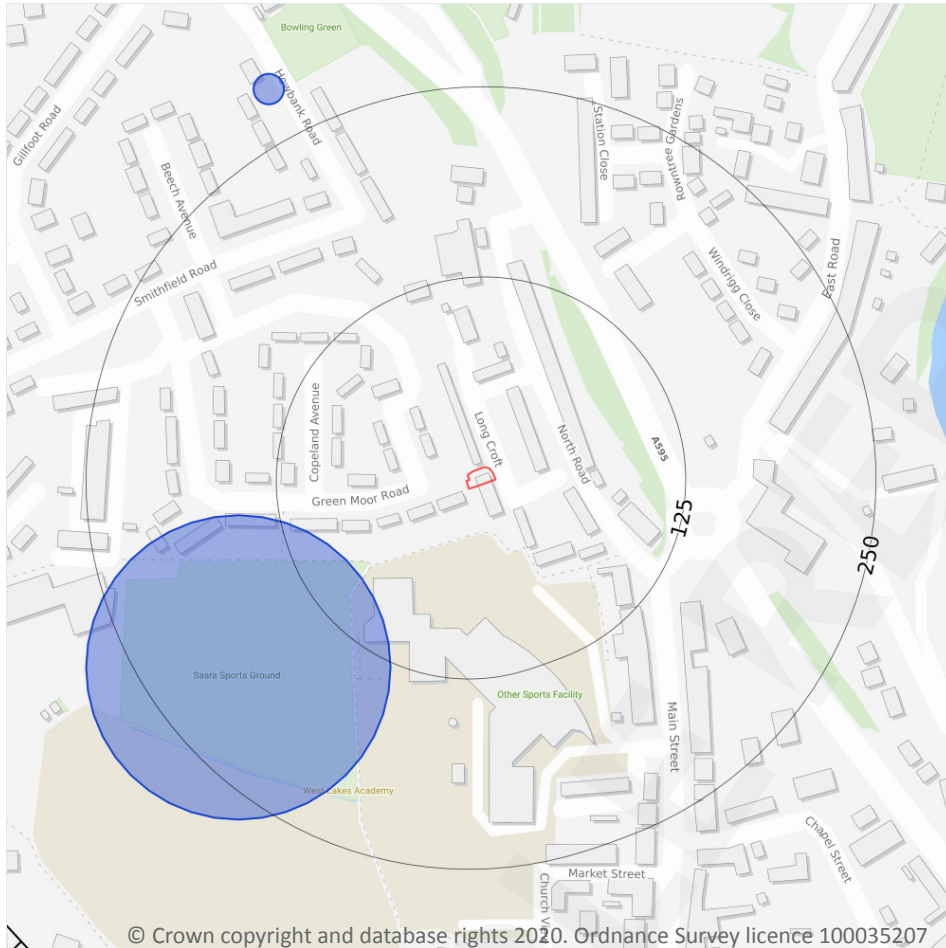 Bowling Green
Howbank Road
Gillfoot Road
Beech Avenue
Station Close
Rowntree Gardens
Smithfield Road
Windrigg Close
East Road
Copeland Avenue
Long Croft
North Road
A595
Green Moor Road
125
250
Sasra Sports Ground
Other Sports Facility
Main Street
West Lakes Academy
Chapel Street
Market Street
© Crown copyright and database rights 2020. Ordnance Survey licence 100035207